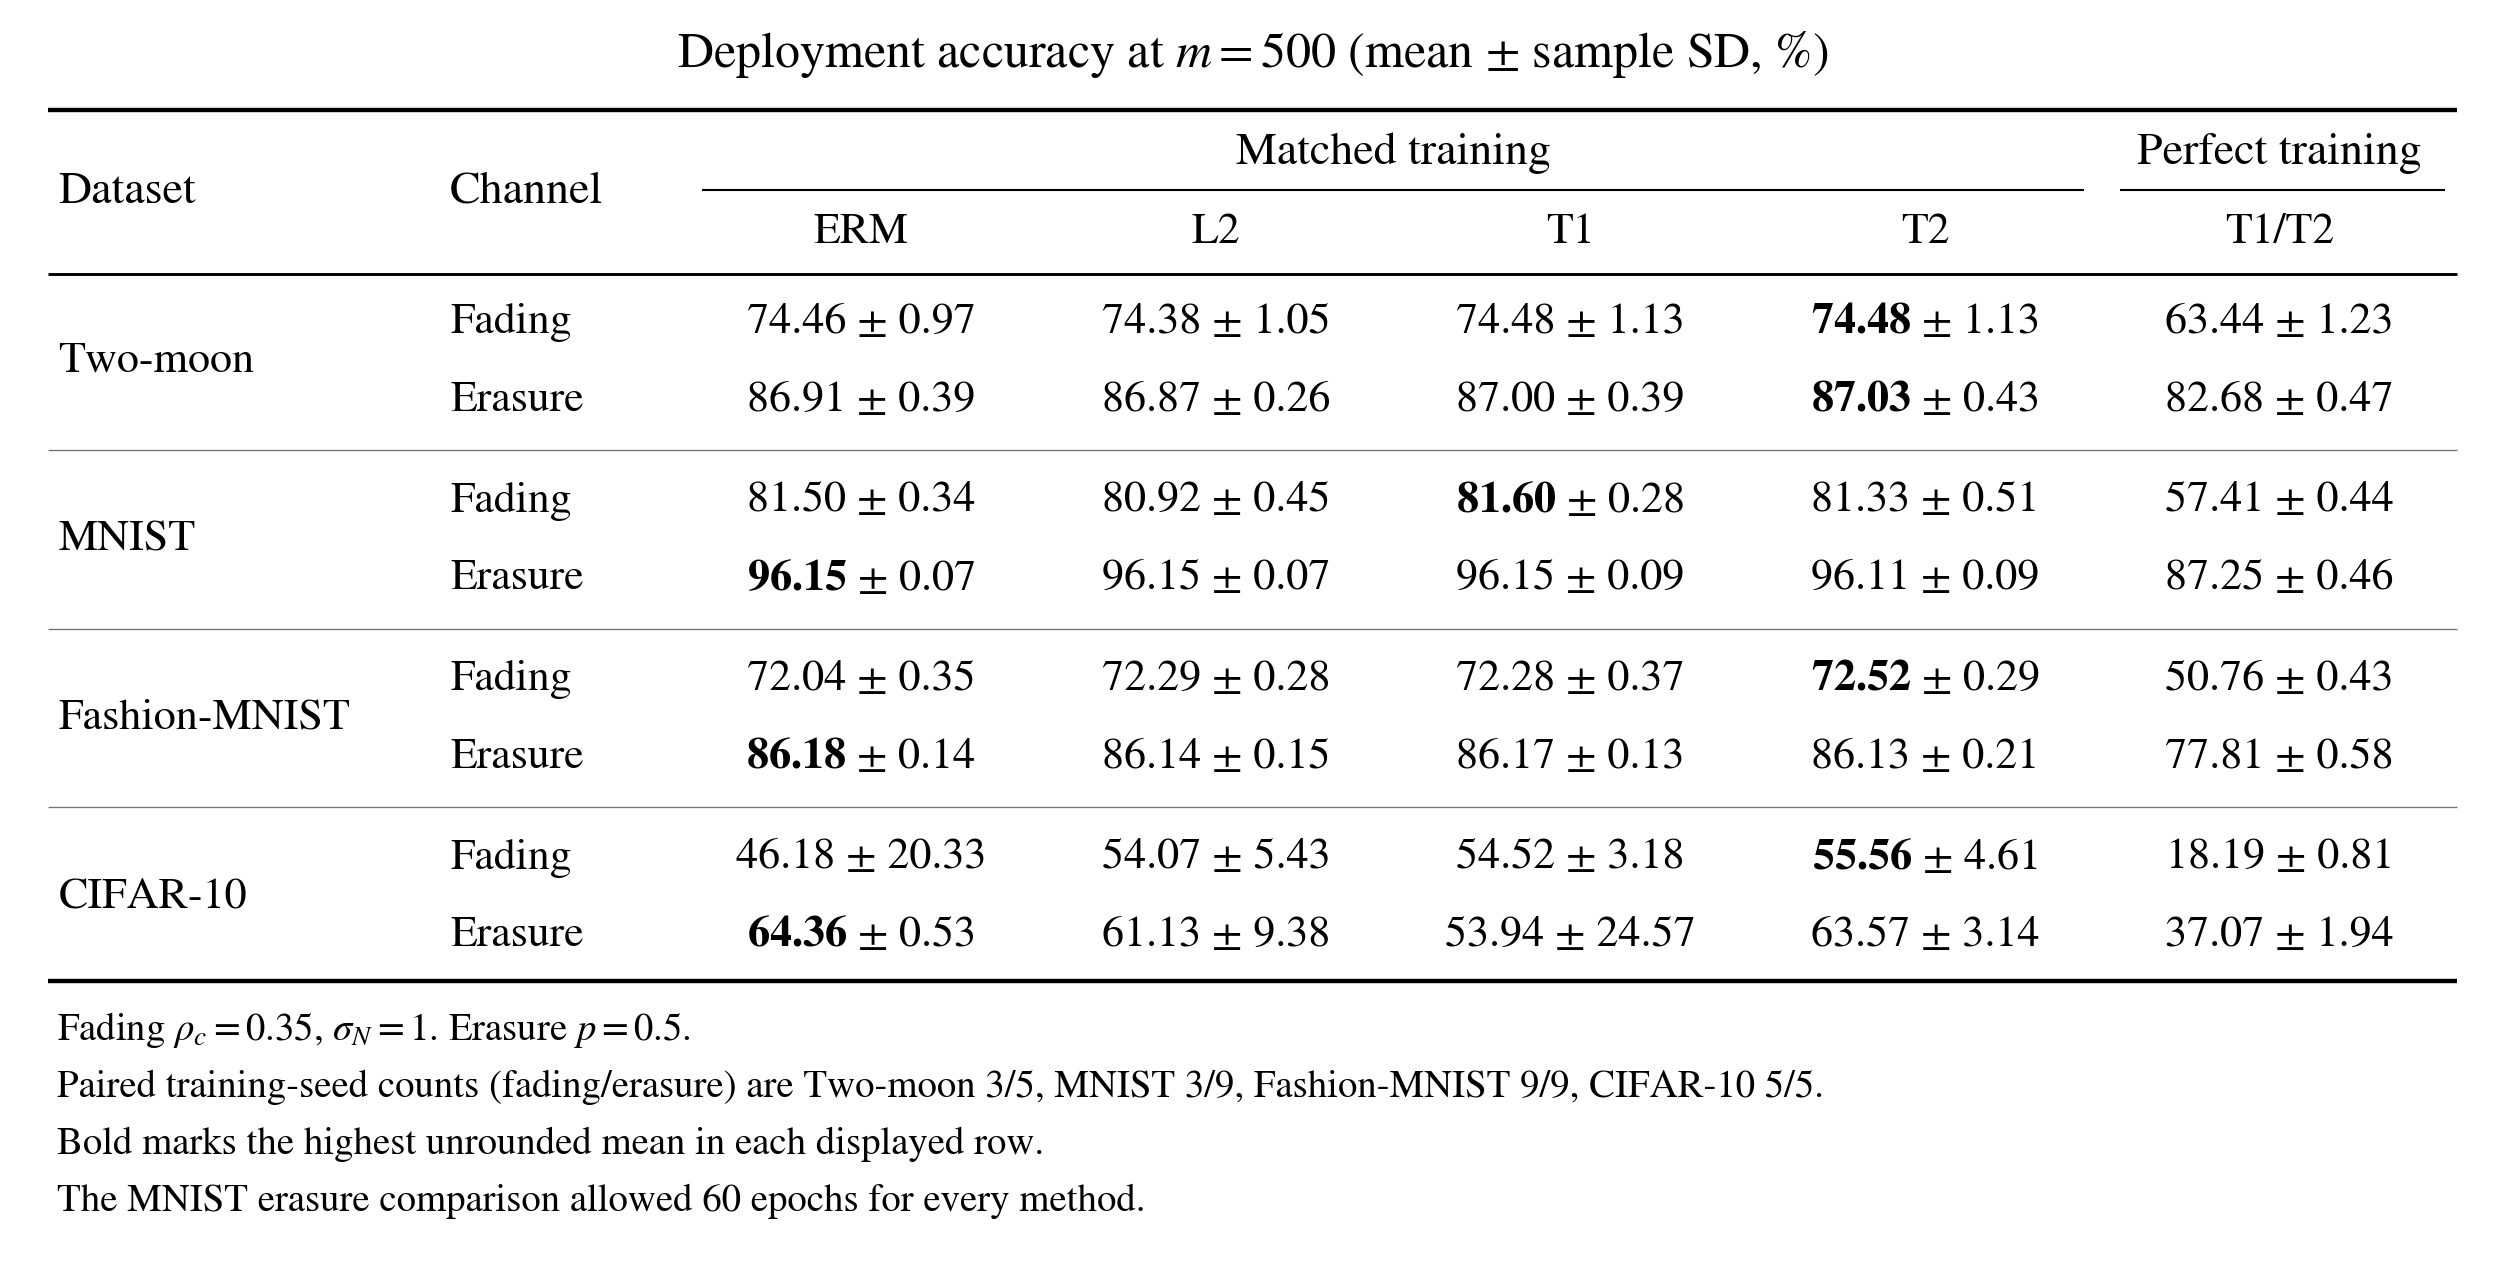 Deployment accuracy at m = 500 (mean ± sample SD, %)
Dataset Channel Matched training Perfect training
ERM L2 T1 T2 T1/T2
Two-moon
Fading 74.46 ± 0.97 74.38 ± 1.05 74.48 ± 1.13 74.48 ± 1.13 63.44 ± 1.23
Erasure 86.91 ± 0.39 86.87 ± 0.26 87.00 ± 0.39 87.03 ± 0.43 82.68 ± 0.47
MNIST
Fading 81.50 ± 0.34 80.92 ± 0.45 81.60 ± 0.28 81.33 ± 0.51 57.41 ± 0.44
Erasure 96.15 ± 0.07 96.15 ± 0.07 96.15 ± 0.09 96.11 ± 0.09 87.25 ± 0.46
Fashion-MNIST
Fading 72.04 ± 0.35 72.29 ± 0.28 72.28 ± 0.37 72.52 ± 0.29 50.76 ± 0.43
Erasure 86.18 ± 0.14 86.14 ± 0.15 86.17 ± 0.13 86.13 ± 0.21 77.81 ± 0.58
CIFAR-10
Fading 46.18 ± 20.33 54.07 ± 5.43 54.52 ± 3.18 55.56 ± 4.61 18.19 ± 0.81
Erasure 64.36 ± 0.53 61.13 ± 9.38 53.94 ± 24.57 63.57 ± 3.14 37.07 ± 1.94
Fading ρc = 0.35, σN = 1. Erasure p = 0.5.
Paired training-seed counts (fading/erasure) are Two-moon 3/5, MNIST 3/9, Fashion-MNIST 9/9, CIFAR-10 5/5.
Bold marks the highest unrounded mean in each displayed row.
The MNIST erasure comparison allowed 60 epochs for every method.